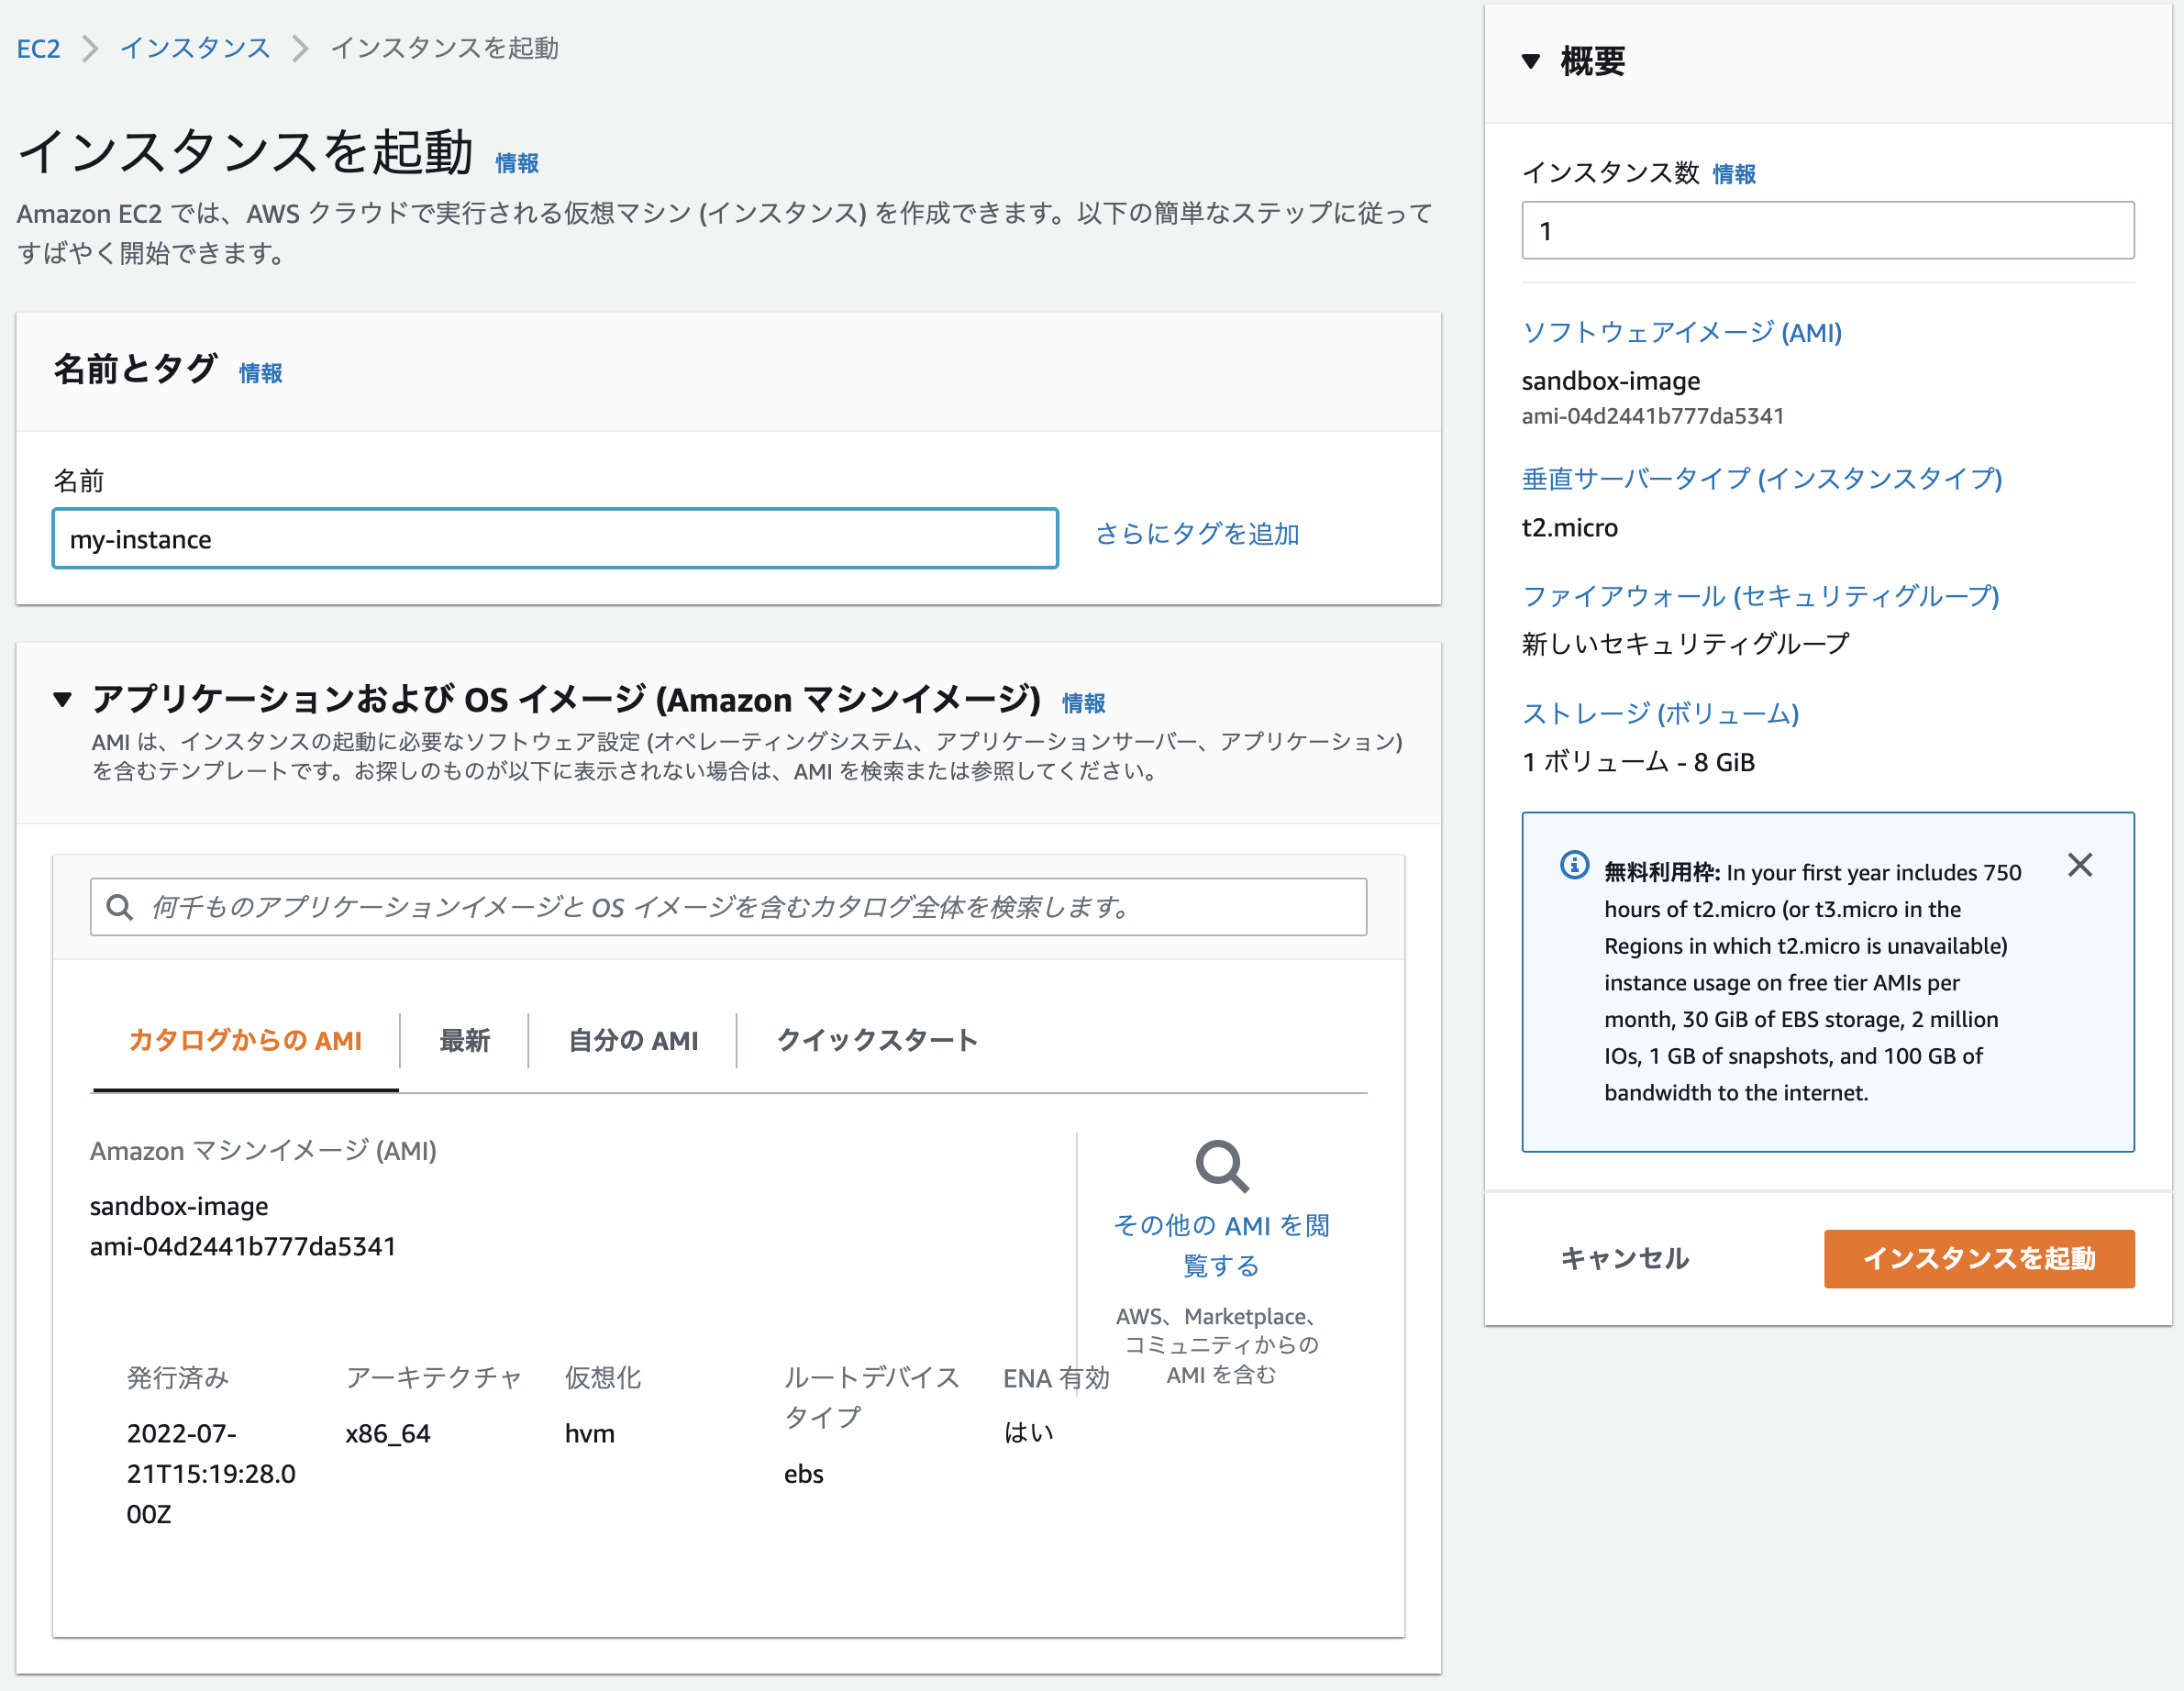 EC2 インスタンス インスタンスを起動
インスタンスを起動 情報
Amazon EC2 では、AWS クラウドで実行される仮想マシン (インスタンス) を作成できます。以下の簡単なステップに従って
すばやく開始できます。
名前とタグ 情報
名前
my-instance さらにタグを追加
アプリケーションおよび OS イメージ (Amazon マシンイメージ) 情報
AMI は、インスタンスの起動に必要なソフトウェア設定 (オペレーティングシステム、アプリケーションサーバー、アプリケーション)
を含むテンプレートです。お探しのものが以下に表示されない場合は、AMI を検索または参照してください。
何千ものアプリケーションイメージと OS イメージを含むカタログ全体を検索します。
カタログからの AMI 最新 自分の AMI クイックスタート
Amazon マシンイメージ (AMI)
sandbox-image
ami-04d2441b777da5341
その他の AMI を閲
覧する
AWS、Marketplace、
コミュニティからの
AMI を含む
発行済み
2022-07-
21T15:19:28.0
00Z
アーキテクチャ
x86_64
仮想化
hvm
ルートデバイス
タイプ
ebs
ENA 有効
はい
概要
インスタンス数 情報
1
ソフトウェアイメージ (AMI)
sandbox-image
ami-04d2441b777da5341
垂直サーバータイプ (インスタンスタイプ)
t2.micro
ファイアウォール (セキュリティグループ)
新しいセキュリティグループ
ストレージ (ボリューム)
1 ボリューム - 8 GiB
無料利用枠: In your first year includes 750
hours of t2.micro (or t3.micro in the
Regions in which t2.micro is unavailable)
instance usage on free tier AMIs per
month, 30 GiB of EBS storage, 2 million
IOs, 1 GB of snapshots, and 100 GB of
bandwidth to the internet.
キャンセル インスタンスを起動